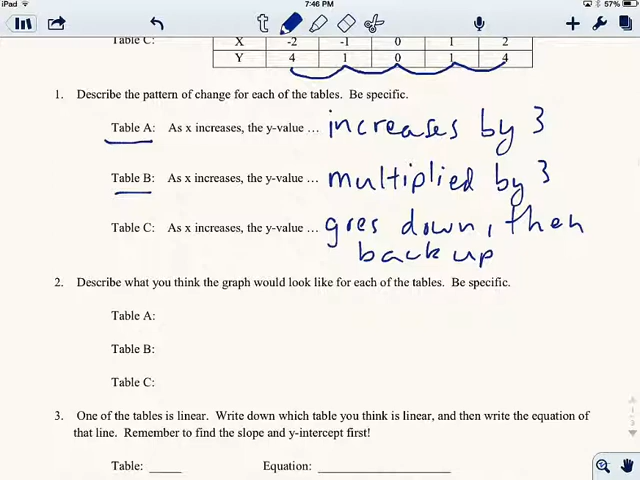 iPad
7:46 PM
57%
t
Table C:
X -2 -1 0 1 2
Y 4 1 0 1 4
1. Describe the pattern of change for each of the tables. Be specific.
Table A: As x increases, the y-value ... increases by 3
Table B: As x increases, the y-value ... multiplied by 3
Table C: As x increases, the y-value ... goes down, then
back up
2. Describe what you think the graph would look like for each of the tables. Be specific.
Table A:
Table B:
Table C:
3. One of the tables is linear. Write down which table you think is linear, and then write the equation of
that line. Remember to find the slope and y-intercept first!
Table: _____ Equation: ____________________